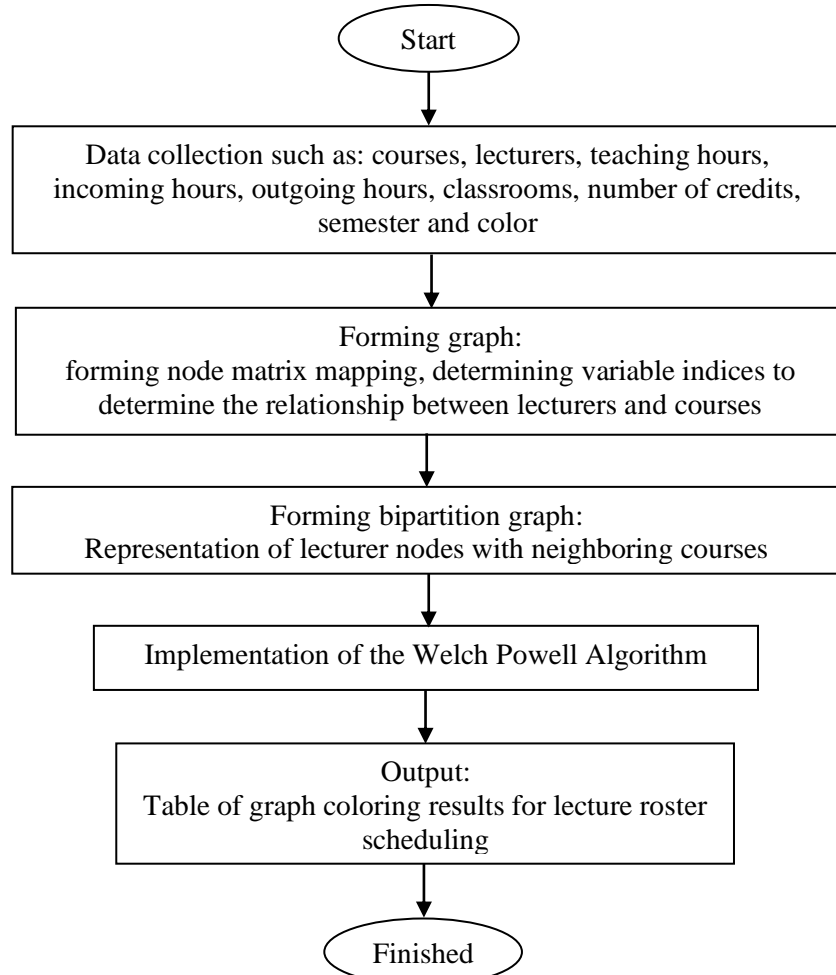 Start
Data collection such as: courses, lecturers, teaching hours,
incoming hours, outgoing hours, classrooms, number of credits,
semester and color
Forming graph:
forming node matrix mapping, determining variable indices to
determine the relationship between lecturers and courses
Forming bipartition graph:
Representation of lecturer nodes with neighboring courses
Implementation of the Welch Powell Algorithm
Output:
Table of graph coloring results for lecture roster
scheduling
Finished